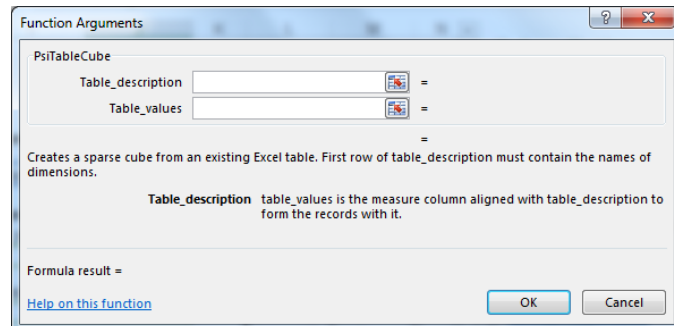 Function Arguments
PsiTableCube
Table_description =
Table_values =
=
Creates a sparse cube from an existing Excel table. First row of table_description must contain the names of
dimensions.
Table_description table_values is the measure column aligned with table_description to
form the records with it.
Formula result =
Help on this function
OK Cancel